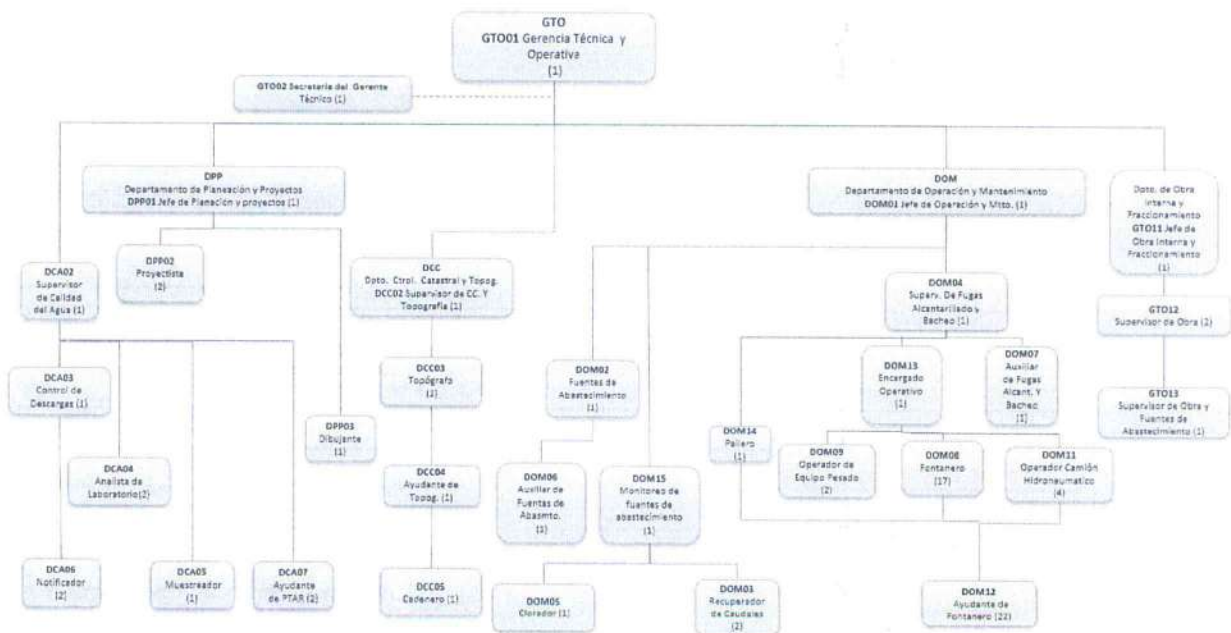 GTO
GTO01 Gerencia Técnica y
Operativa
(1)
GTO02 Secretaria del Gerente
Técnico (1)
DPP
Departamento de Planeación y Proyectos
DPP01 Jefe de Planación y proyectos (1)
DOM
Departamento de Operación y Mantenimiento
DOM01 Jefe de Operación y Mtto. (1)
Dpto. de Obra
Interna y
Fraccionamiento
GTO11 Jefe de
Obra Interna y
Fraccionamiento
(1)
DCA02
Supervisor
de Calidad
del Agua (1)
DPP02
Proyectista
(2)
DCC
Dpto. Ctrol. Catastral y Topog.
DCC02 Supervisor de CC. Y
Topografía (1)
DOM04
Superv. De Fugas
Alcantarillado y
Bacheo (1)
GTO12
Supervisor de Obra (2)
DCA03
Control de
Descargas (1)
DPP03
Dibujante
(1)
DCC03
Topógrafo
(1)
DOM02
Fuentes de
Abastecimiento
(1)
DOM13
Encargado
Operativo
(1)
DOM07
Auxiliar
de Fugas
Alcant. Y
Bacheo
(1)
GTO13
Supervisor de Obra y
Fuentes de
Abastecimiento (1)
DCA04
Analista de
Laboratorio(2)
DCC04
Ayudante de
Topog. (1)
DOM06
Auxiliar de
Fuentes de
Abasmto.
(1)
DOM15
Monitoreo de
fuentes de
abastecimiento
(1)
DOM14
Pailero
(1)
DOM09
Operador de
Equipo Pesado
(2)
DOM08
Fontanero
(17)
DOM11
Operador Camión
Hidroneumatico
(4)
DCA06
Notificador
(2)
DCA05
Muestreador
(1)
DCA07
Ayudante
de PTAR (2)
DCC05
Cadenero (1)
DOM05
Clorador (1)
DOM03
Recuperador
de Caudales
(2)
DOM12
Ayudante de
Fontanero (22)